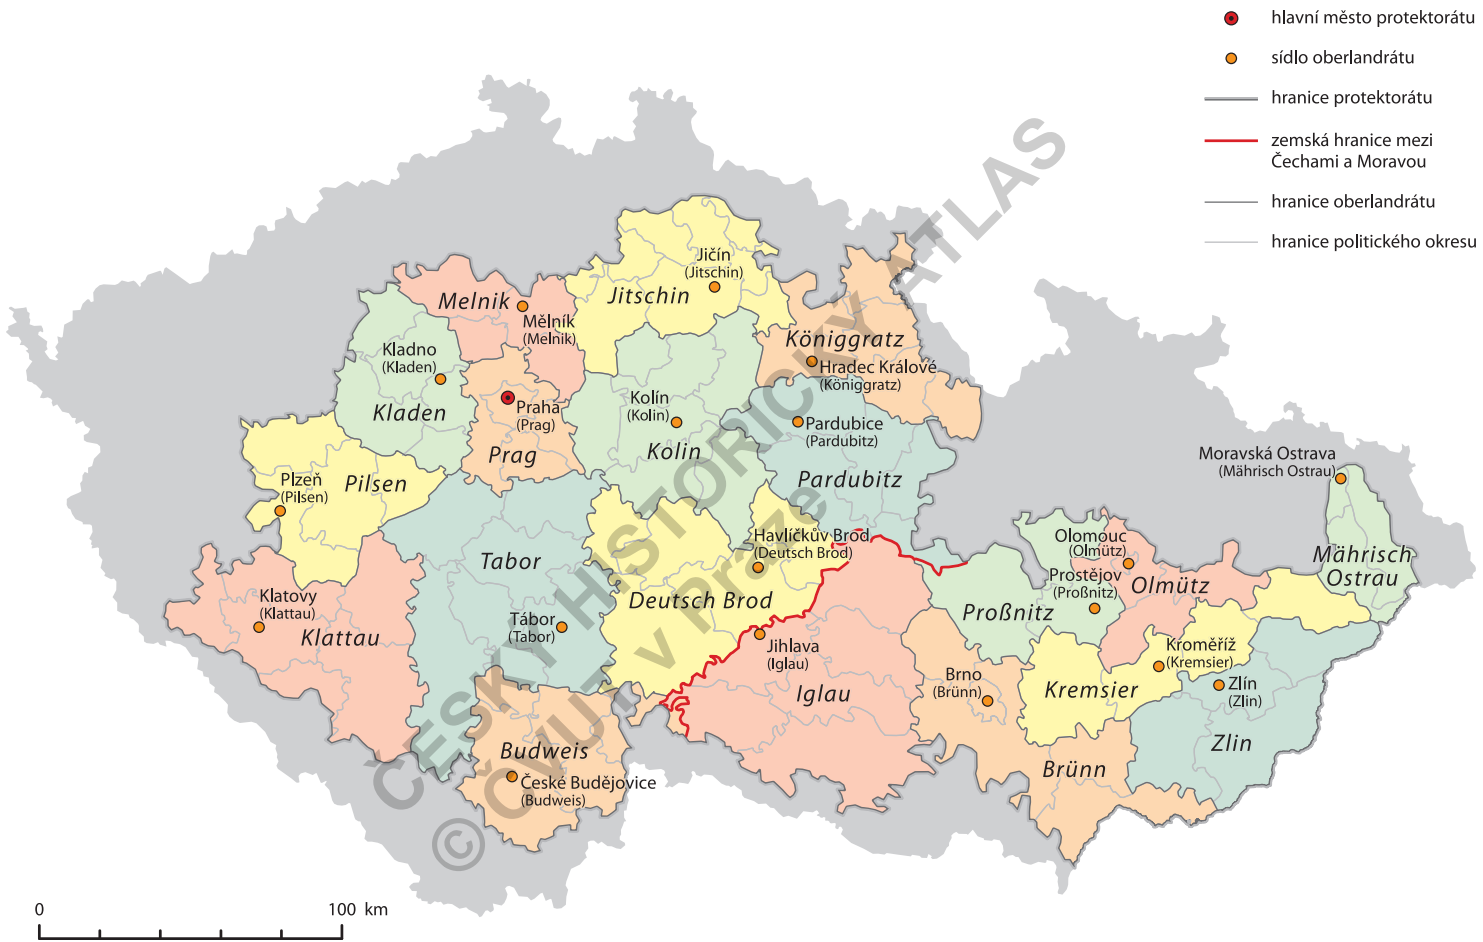 hlavní město protektorátu
sídlo oberlandrátu
hranice protektorátu
zemská hranice mezi
Čechami a Moravou
hranice oberlandrátu
hranice politického okresu
Jičín
(Jitschin)
Jitschin
Melnik
Mělník
(Melnik)
Königgratz
Hradec Králové
(Königgratz)
Kladno
(Kladen)
Kladen
Praha
(Prag)
Prag
Kolín
(Kolin)
Kolin
Pardubice
(Pardubitz)
Pardubitz
Moravská Ostrava
(Mährisch Ostrau)
Mährisch
Ostrau
Plzeň
(Pilsen)
Pilsen
Tabor
Tábor
(Tabor)
Havlíčkův Brod
(Deutsch Brod)
Deutsch Brod
Olomouc
(Olmütz)
Olmütz
Prostějov
(Proßnitz)
Proßnitz
Klatovy
(Klattau)
Klattau
Jihlava
(Iglau)
Iglau
Brno
(Brünn)
Brünn
Kroměříž
(Kremsier)
Kremsier
Zlín
(Zlin)
Zlin
Budweis
České Budějovice
(Budweis)
ČESKÝ HISTORICKÝ ATLAS
© ČVUT v Praze
0 100 km